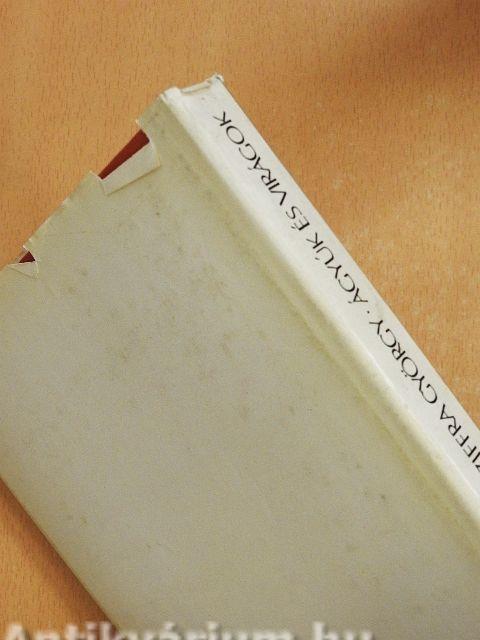 ZIFFRA GYÖRGY · ÁGYÚK ÉS VIRÁGOK
Antikvárium.hu